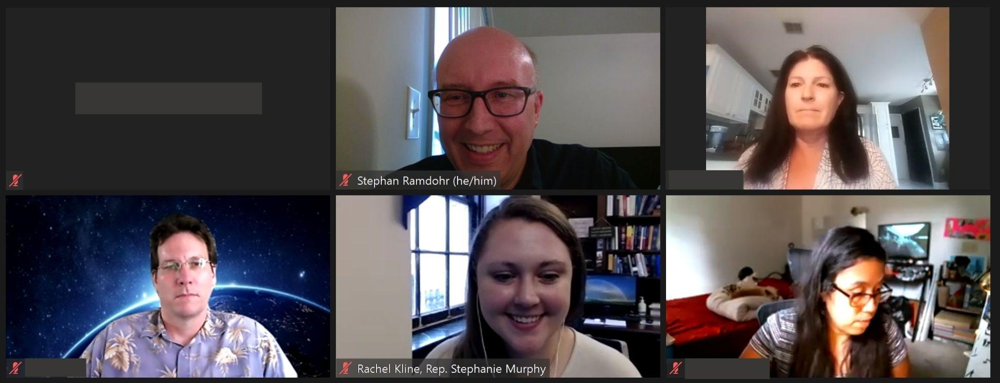 Stephan Ramdohr (he/him)
Rachel Kline, Rep. Stephanie Murphy